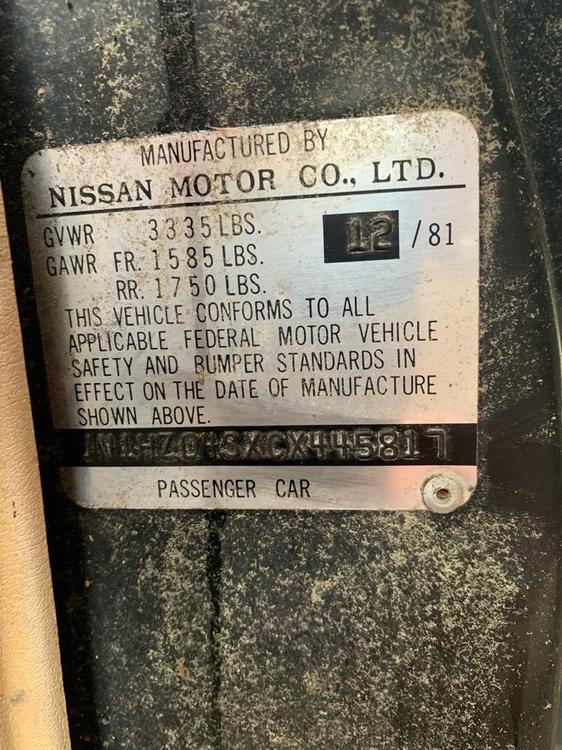 MANUFACTURED BY
NISSAN MOTOR CO., LTD.
GVWR 3335 LBS. 12 / 81
GAWR FR. 1585 LBS.
RR. 1750 LBS.
THIS VEHICLE CONFORMS TO ALL
APPLICABLE FEDERAL MOTOR VEHICLE
SAFETY AND BUMPER STANDARDS IN
EFFECT ON THE DATE OF MANUFACTURE
SHOWN ABOVE.
JN1HZ04SXCX445817
PASSENGER CAR